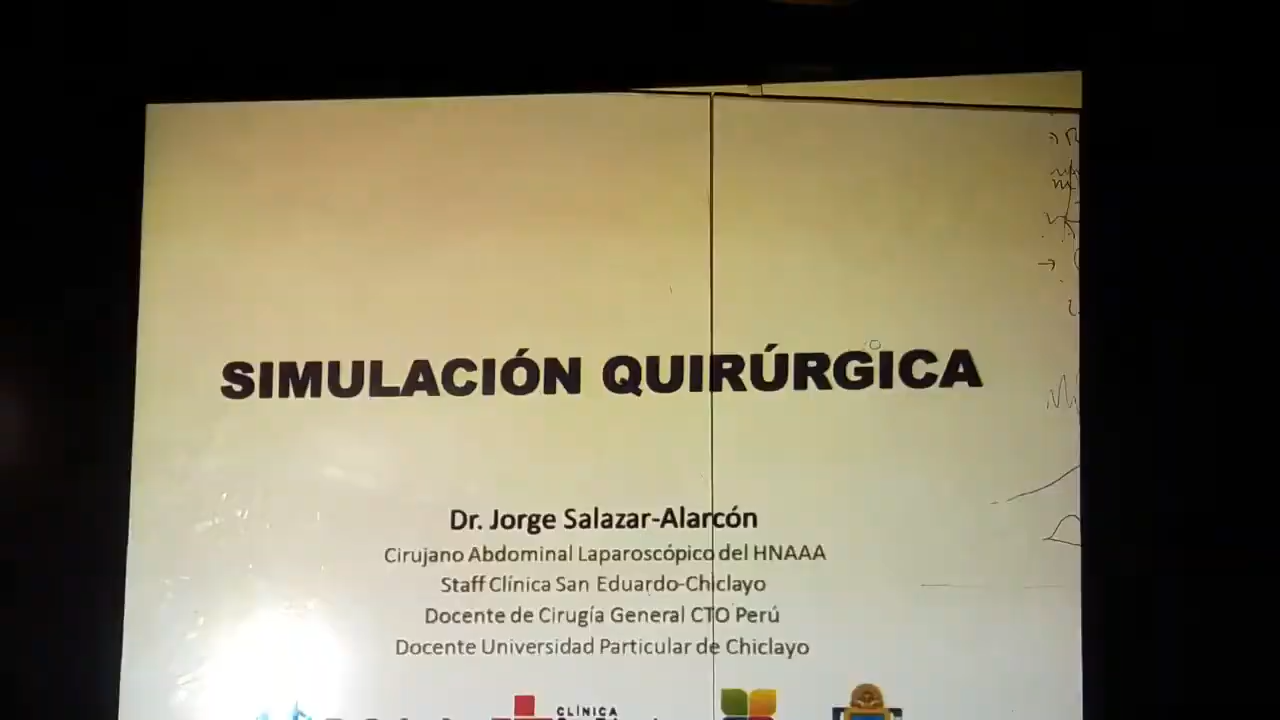 SIMULACIÓN QUIRÚRGICA
Dr. Jorge Salazar-Alarcón
Cirujano Abdominal Laparoscópico del HNAAA
Staff Clínica San Eduardo-Chiclayo
Docente de Cirugía General CTO Perú
Docente Universidad Particular de Chiclayo
CLÍNICA